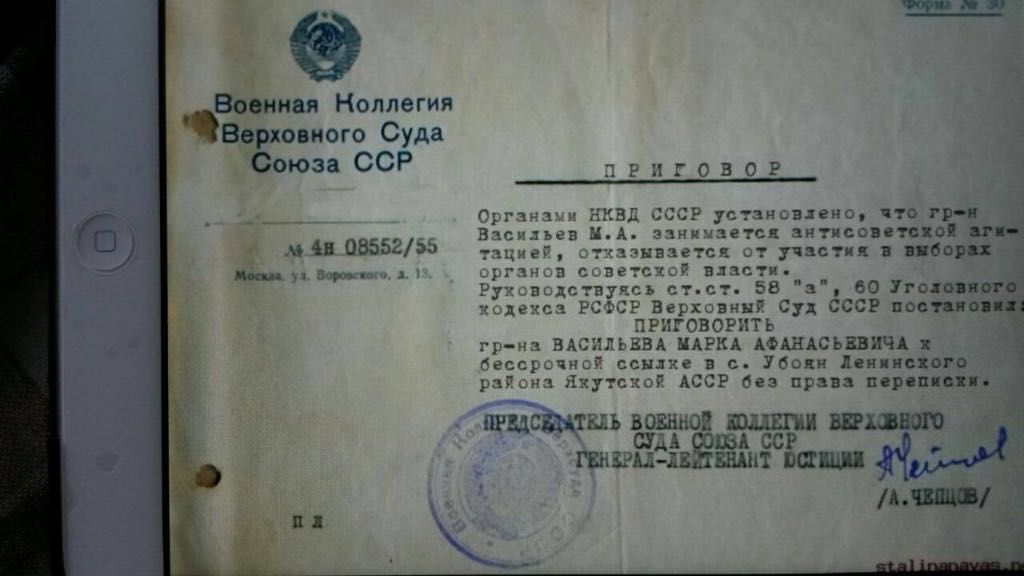 Форма № 30
Военная Коллегия
Верховного Суда
Союза ССР
№ 4н 08552/55
Москва, ул. Воровского, д. 13.
ПРИГОВОР
Органами НКВД СССР установлено, что гр-н
Васильев М.А. занимается антисоветской аги-
тацией, отказывается от участия в выборах
органов советской власти.
Руководствуясь ст.ст. 58 "а", 60 Уголовного
кодекса РСФСР Верховный Суд СССР постановил:
ПРИГОВОРИТЬ
гр-на ВАСИЛЬЕВА МАРКА АФАНАСЬЕВИЧА к
бессрочной ссылке в с. Убоян Ленинского
района Якутской АССР без права переписки.
ПРЕДСЕДАТЕЛЬ ВОЕННОЙ КОЛЛЕГИИ ВЕРХОВНОГО
СУДА СОЮЗА ССР
ГЕНЕРАЛ-ЛЕЙТЕНАНТ ЮСТИЦИИ
/А.ЧЕПЦОВ/
пл